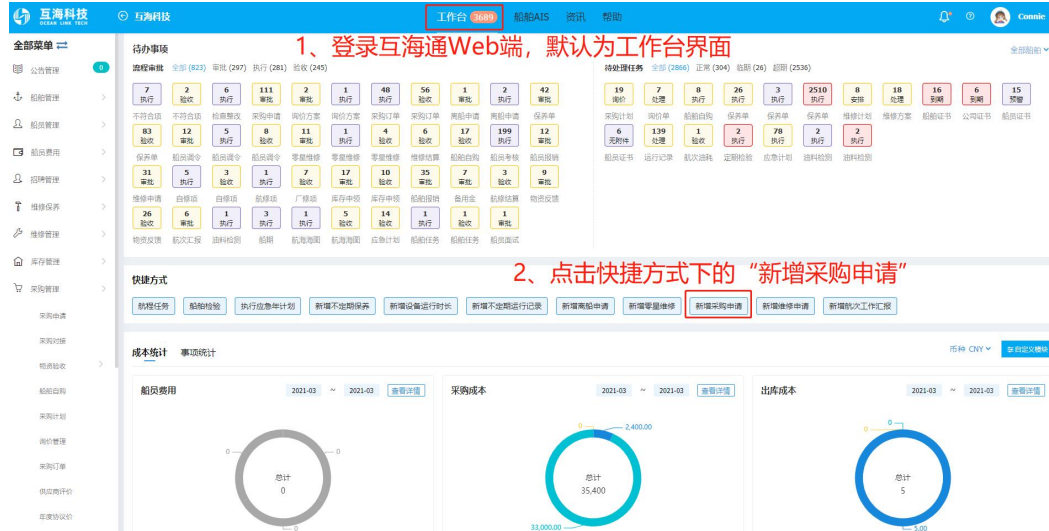 互海科技
OCEAN LINK TECH
互海科技
工作台 3689
船舶AIS
资讯
帮助
Connie
全部菜单
公告管理
0
船舶管理
船员管理
船员费用
招聘管理
维修保养
维修管理
库存管理
采购管理
采购申请
采购对接
物资验收
船舶自购
采购计划
询价管理
采购订单
供应商评价
年度协议价
待办事项
1、登录互海通Web端，默认为工作台界面
全部船舶
流程审批 全部 (823) 审批 (297) 执行 (281) 验收 (245)
7 2 6 111 2 1 48 56 1 2 42
执行 验收 执行 审批 审批 执行 执行 验收 审批 执行 审批
不符合项 不符合项 检查整改 采购申请 询价方案 询价方案 采购订单 采购订单 离船申请 离船申请 保养单
83 12 5 8 11 1 4 6 17 199 12
验收 审批 执行 验收 审批 执行 验收 验收 审批 执行 审批
保养单 船员调令 船员调令 船员调令 零星维修 零星维修 零星维修 维修结算 船舶自购 船员考核 船员报销
31 5 3 1 7 17 10 35 7 3 9
审批 执行 验收 执行 验收 审批 验收 审批 审批 验收 审批
维修申请 自修项 自修项 航修项 厂修项 库存申领 库存申领 船舶报销 备用金 航修结算 物资反馈
26 6 1 3 1 5 14 1 1 1
验收 审批 执行 执行 执行 审批 验收 执行 验收 审批
物资反馈 航次汇报 油料检测 船期 航海海图 航海海图 应急计划 船舶任务 船舶任务 船员面试
待处理任务 全部 (2866) 正常 (304) 临期 (26) 超期 (2536)
19 7 8 26 3 2510 8 18 16 6 15
询价 处理 执行 执行 执行 执行 安排 处理 到期 到期 预警
采购计划 询价单 船舶自购 保养单 保养单 保养单 维修计划 维修方案 船舶证书 公司证书 船员证书
6 139 1 2 78 2 2
无附件 处理 验收 执行 执行 执行 执行
船员证书 运行记录 航次油耗 定期检验 应急计划 油料检测 油料检测
快捷方式
2、点击快捷方式下的“新增采购申请”
航程任务
船舶检验
执行应急年计划
新增不定期保养
新增设备运行时长
新增不定期运行记录
新增离船申请
新增零星维修
新增采购申请
新增维修申请
新增航次工作汇报
成本统计 事项统计
币种 CNY
自定义模块
船员费用
2021-03 ~ 2021-03 查看详情
0
0
总计
0
0
采购成本
2021-03 ~ 2021-03 查看详情
0
2,400.00
总计
35,400
33,000.00
出库成本
2021-03 ~ 2021-03 查看详情
0
0
总计
5
5.00